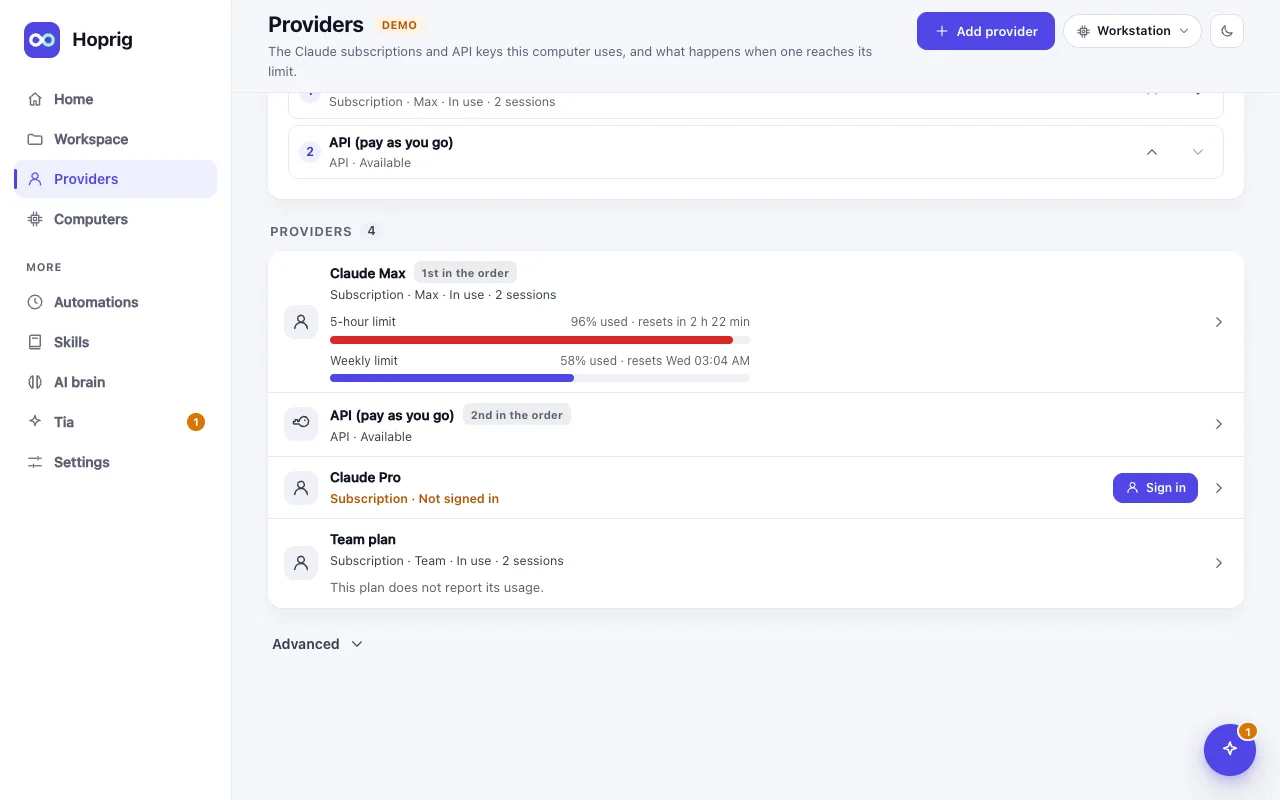 Hoprig
Home
Workspace
Providers
Computers
MORE
Automations
Skills
AI brain
Tia
1
Settings
Providers DEMO
The Claude subscriptions and API keys this computer uses, and what happens when one reaches its
limit.
Add provider
Workstation
Subscription · Max · In use · 2 sessions
2
API (pay as you go)
API · Available
PROVIDERS 4
Claude Max 1st in the order
Subscription · Max · In use · 2 sessions
5-hour limit 96% used · resets in 2 h 22 min
Weekly limit 58% used · resets Wed 03:04 AM
API (pay as you go) 2nd in the order
API · Available
Claude Pro
Subscription · Not signed in
Sign in
Team plan
Subscription · Team · In use · 2 sessions
This plan does not report its usage.
Advanced
1